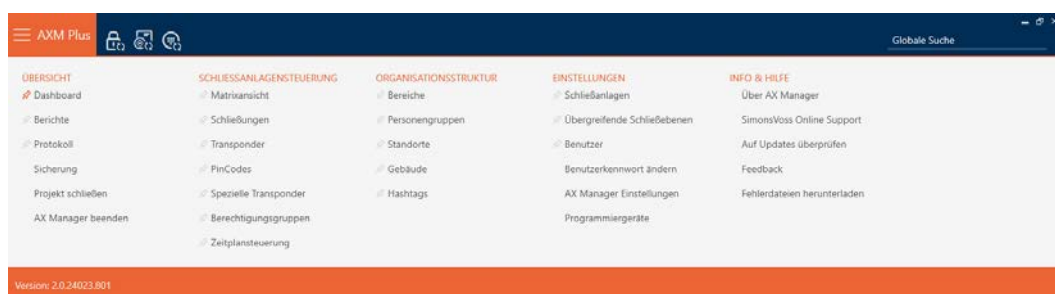 AXM Plus
Globale Suche
ÜBERSICHT
Dashboard
Berichte
Protokoll
Sicherung
Projekt schließen
AX Manager beenden
SCHLIESSANLAGENSTEUERUNG
Matrixansicht
Schließungen
Transponder
PinCodes
Spezielle Transponder
Berechtigungsgruppen
Zeitplansteuerung
ORGANISATIONSSTRUKTUR
Bereiche
Personengruppen
Standorte
Gebäude
Hashtags
EINSTELLUNGEN
Schließanlagen
Übergreifende Schließebenen
Benutzer
Benutzerkennwort ändern
AX Manager Einstellungen
Programmiergeräte
INFO & HILFE
Über AX Manager
SimonsVoss Online Support
Auf Updates überprüfen
Feedback
Fehlerdateien herunterladen
Version: 2.0.24023.801